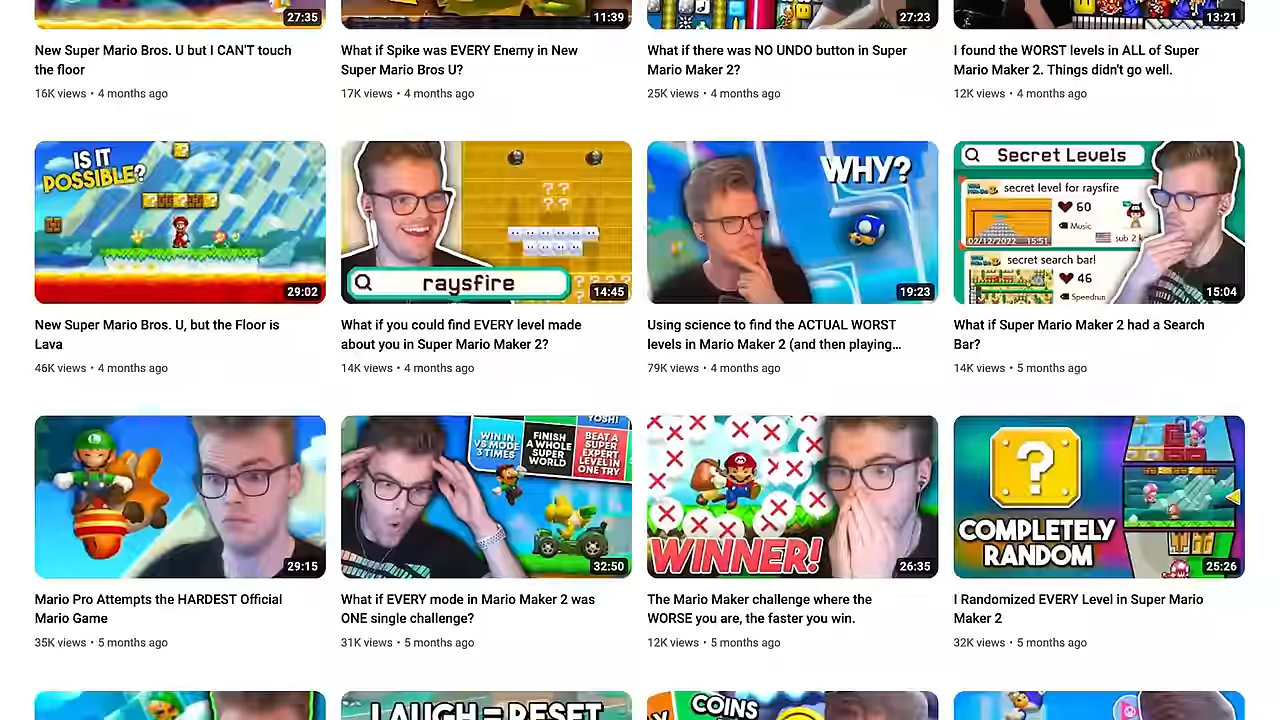 27:35
11:39
27:23
13:21
New Super Mario Bros. U but I CAN'T touch
the floor
16K views • 4 months ago
What if Spike was EVERY Enemy in New
Super Mario Bros U?
17K views • 4 months ago
What if there was NO UNDO button in Super
Mario Maker 2?
25K views • 4 months ago
I found the WORST levels in ALL of Super
Mario Maker 2. Things didn't go well.
12K views • 4 months ago
IS IT
POSSIBLE?
29:02
raysfire
14:45
WHY?
19:23
Secret Levels
secret level for raysfire
60
Music
02/12/2022 15:51
sub 2
secret search bar!
46
Speedrun
15:04
New Super Mario Bros. U, but the Floor is
Lava
46K views • 4 months ago
What if you could find EVERY level made
about you in Super Mario Maker 2?
14K views • 4 months ago
Using science to find the ACTUAL WORST
levels in Mario Maker 2 (and then playing...
79K views • 4 months ago
What if Super Mario Maker 2 had a Search
Bar?
14K views • 5 months ago
29:15
YOSHI
WIN IN
VS MODE
3 TIMES
FINISH
A WHOLE
SUPER
WORLD
BEAT A
SUPER
EXPERT
LEVEL IN
ONE TRY
32:50
WINNER!
26:35
?
COMPLETELY
RANDOM
25:26
Mario Pro Attempts the HARDEST Official
Mario Game
35K views • 5 months ago
What if EVERY mode in Mario Maker 2 was
ONE single challenge?
31K views • 5 months ago
The Mario Maker challenge where the
WORSE you are, the faster you win.
12K views • 5 months ago
I Randomized EVERY Level in Super Mario
Maker 2
32K views • 5 months ago
LAUGH = RESET
COINS